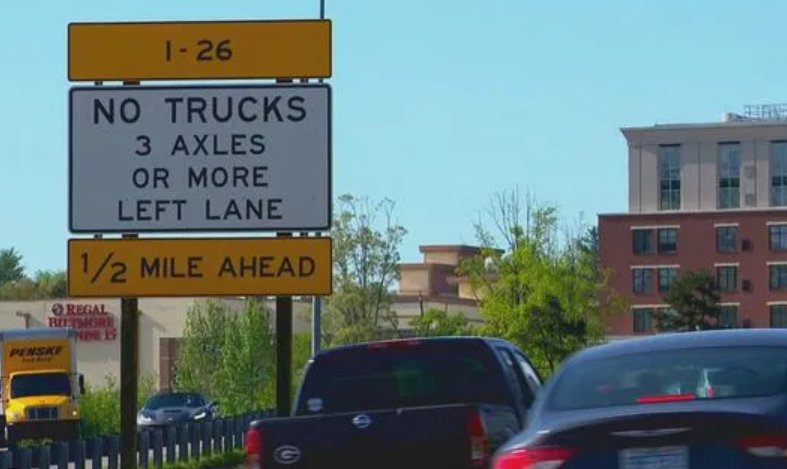 I-26
NO TRUCKS
3 AXLES
OR MORE
LEFT LANE
1/2 MILE AHEAD
REGAL
BILTMORE
PENSKE